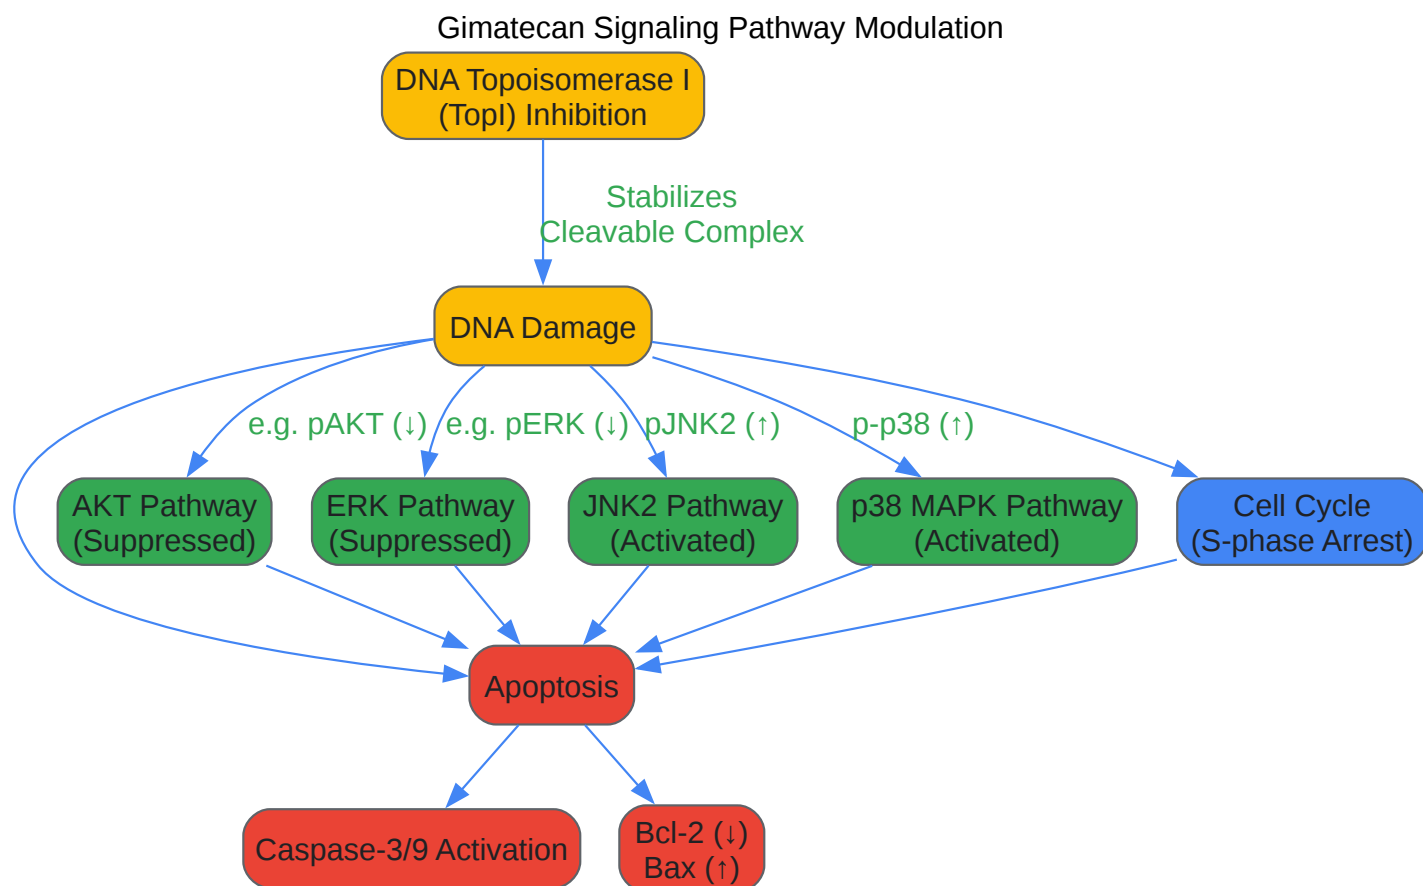 Gimatecan Signaling Pathway Modulation
DNA Topoisomerase I
(TopI) Inhibition
Stabilizes
Cleavable Complex
DNA Damage
e.g. pAKT (↓)
e.g. pERK (↓)
pJNK2 (↑)
p-p38 (↑)
AKT Pathway
(Suppressed)
ERK Pathway
(Suppressed)
JNK2 Pathway
(Activated)
p38 MAPK Pathway
(Activated)
Cell Cycle
(S-phase Arrest)
Apoptosis
Caspase-3/9 Activation
Bcl-2 (↓)
Bax (↑)